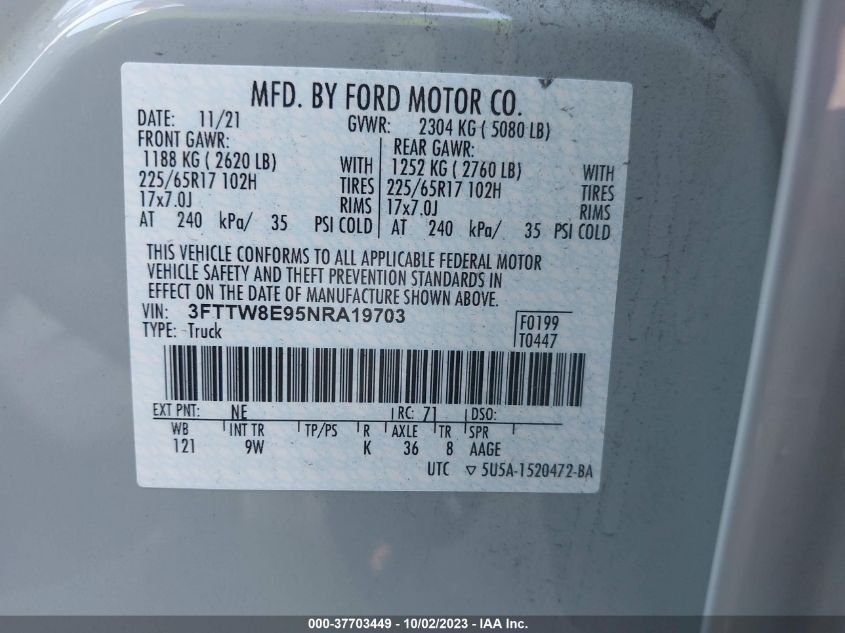 MFD. BY FORD MOTOR CO.
DATE: 11/21 GVWR: 2304 KG ( 5080 LB)
FRONT GAWR: REAR GAWR:
1188 KG ( 2620 LB) WITH 1252 KG ( 2760 LB) WITH
225/65R17 102H TIRES 225/65R17 102H TIRES
17x7.0J RIMS 17x7.0J RIMS
AT 240 kPa/ 35 PSI COLD AT 240 kPa/ 35 PSI COLD
THIS VEHICLE CONFORMS TO ALL APPLICABLE FEDERAL MOTOR
VEHICLE SAFETY AND THEFT PREVENTION STANDARDS IN
EFFECT ON THE DATE OF MANUFACTURE SHOWN ABOVE.
VIN: 3FTTW8E95NRA19703 F0199
TYPE: Truck T0447
EXT PNT: NE RC: 71 DSO:
WB INT TR TP/PS R AXLE TR SPR
121 9W K 36 8 AAGE
UTC ▽ 5U5A-1520472-BA
000-37703449 - 10/02/2023 - IAA Inc.